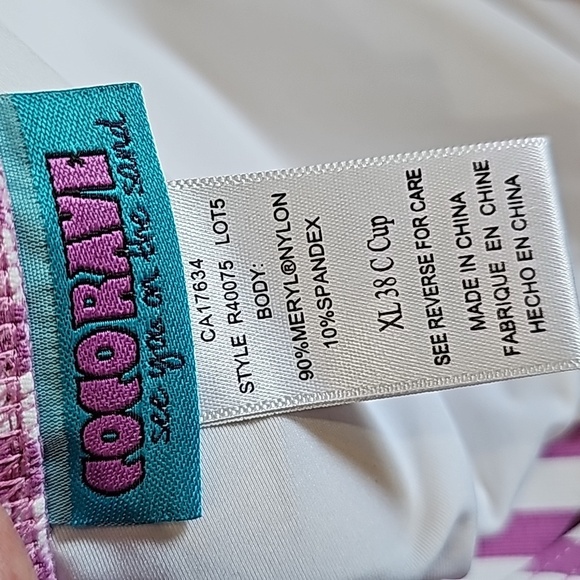 COCO RAVE
see you on the sand
CA17634
STYLE R40075 LOT5
BODY:
90%MERYL®NYLON
10%SPANDEX
XL 38 C Cup
SEE REVERSE FOR CARE
MADE IN CHINA
FABRIQUE EN CHINE
HECHO EN CHINA